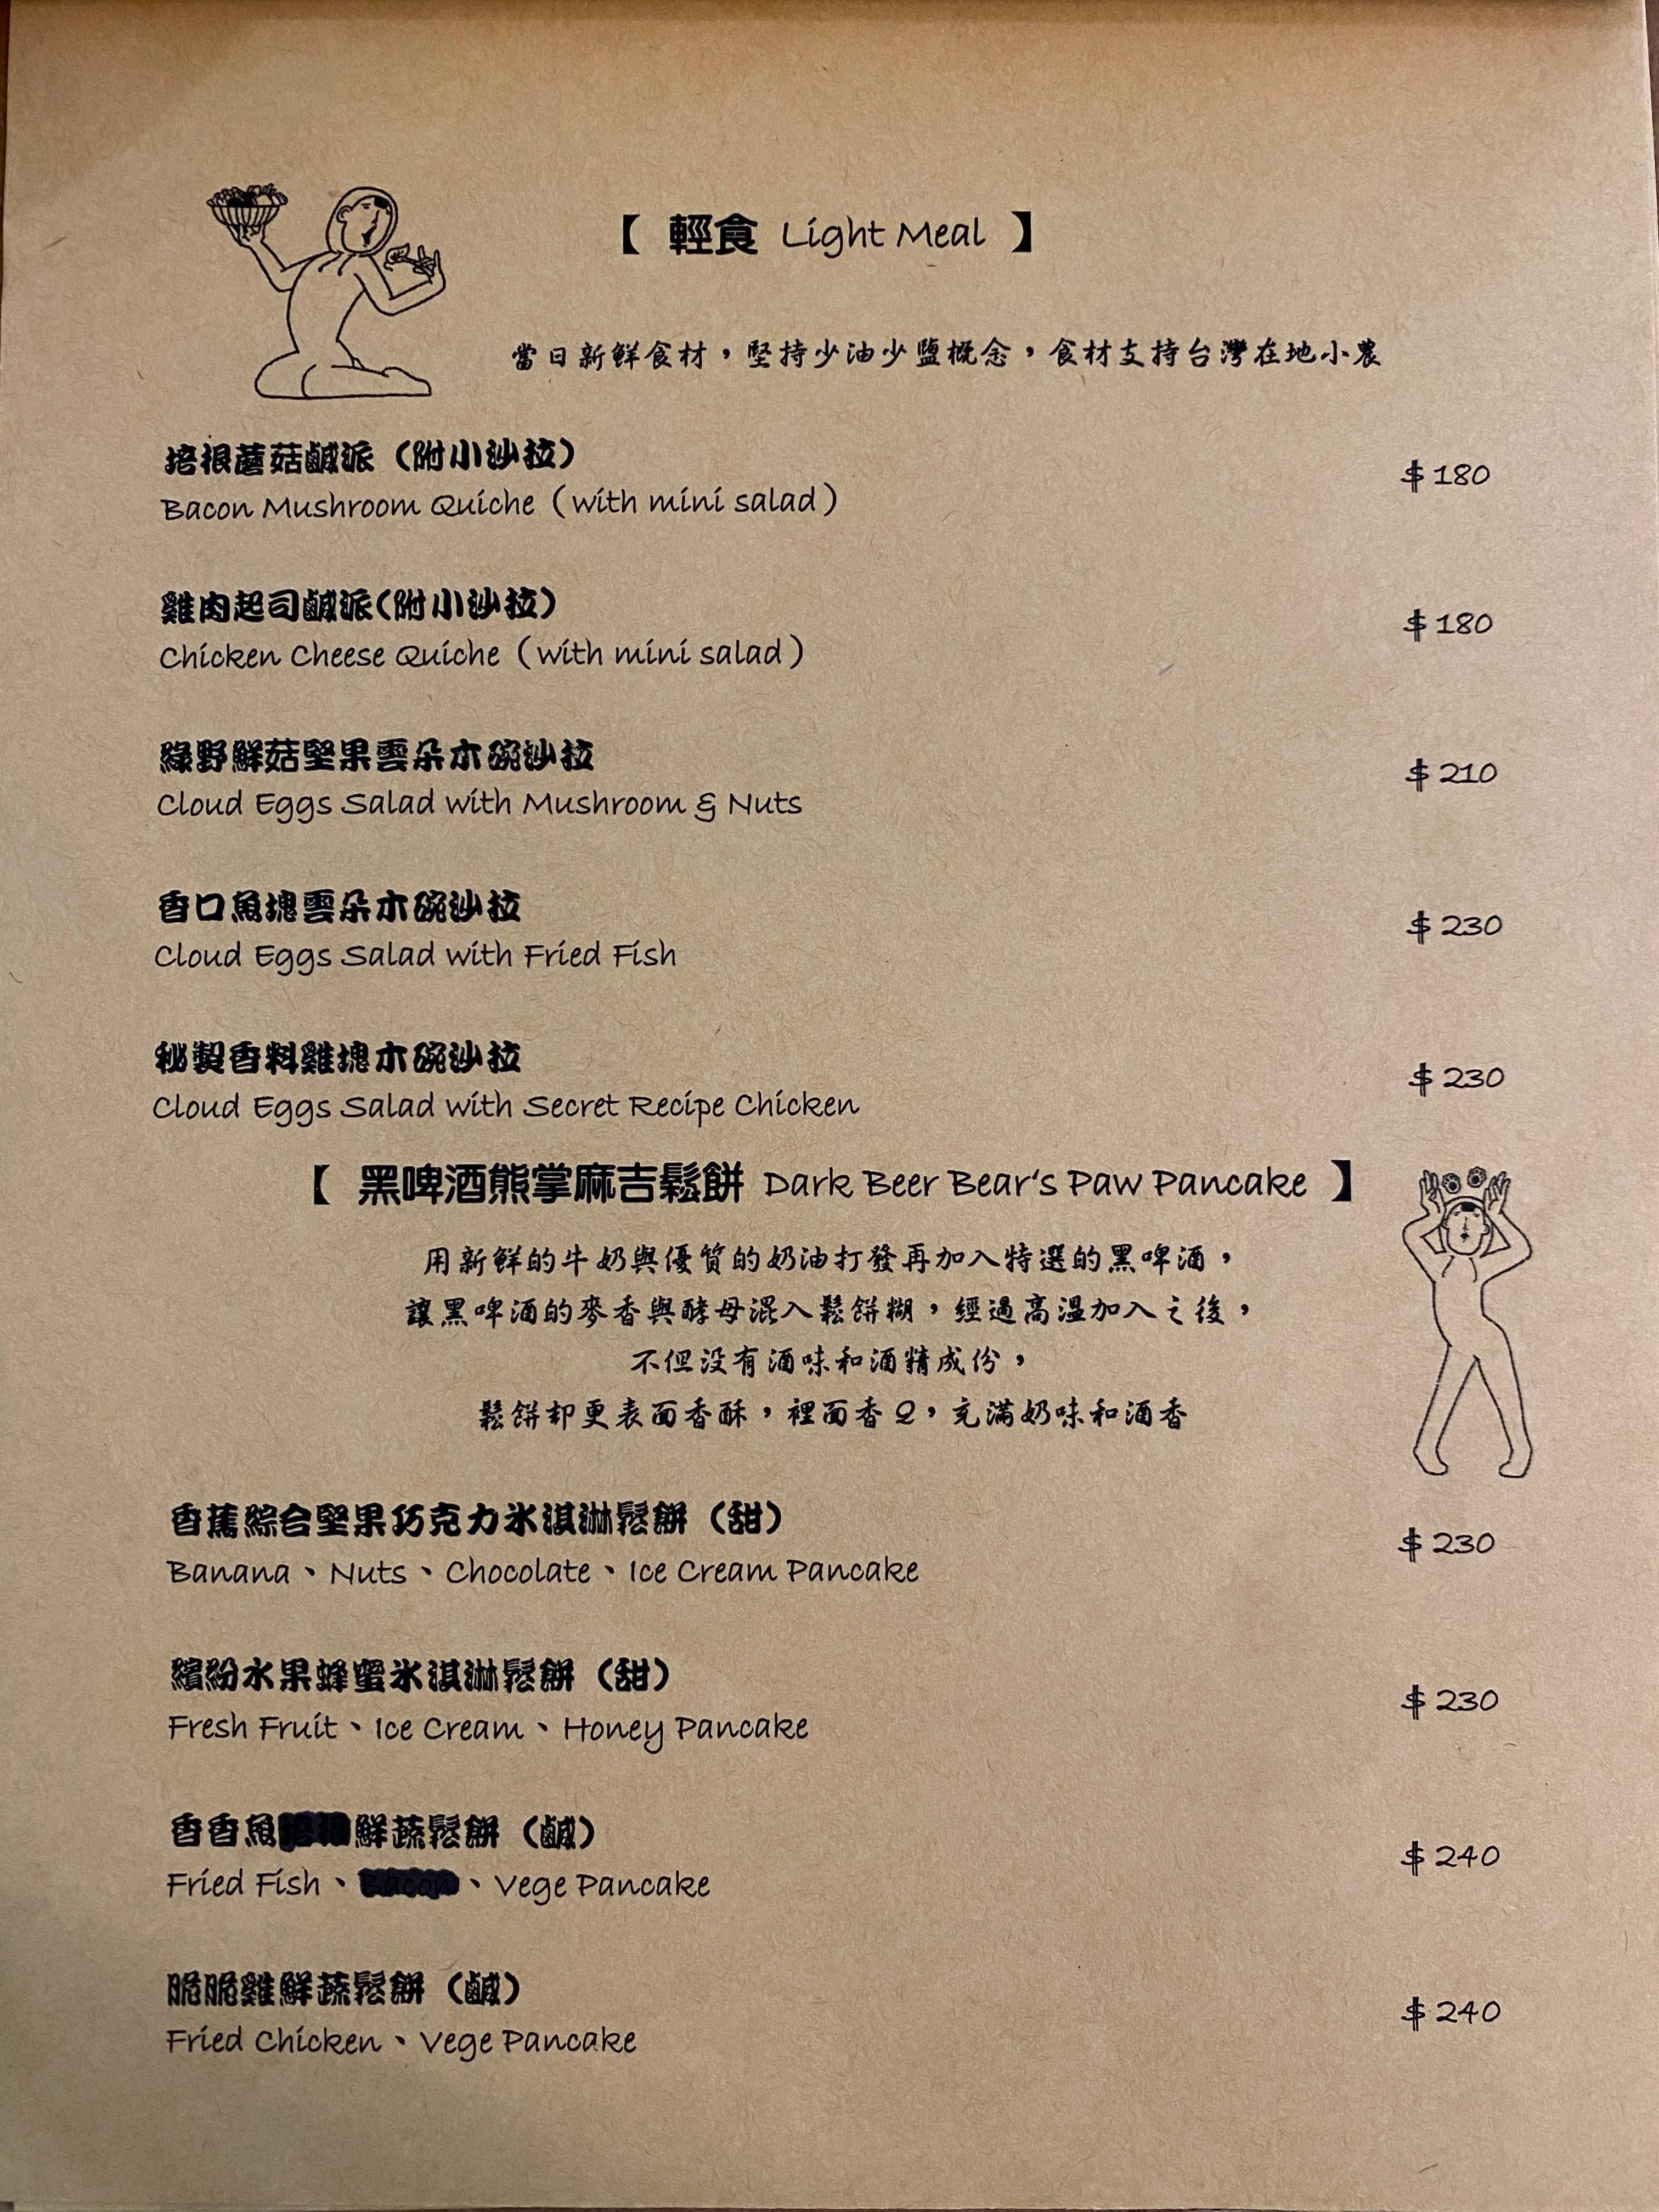 【 輕食 Light Meal 】
當日新鮮食材，堅持少油少鹽概念，食材支持台灣在地小農
培根蘑菇鹹派（附小沙拉）
Bacon Mushroom Quiche（with mini salad） $180
雞肉起司鹹派(附小沙拉)
Chicken Cheese Quiche（with mini salad） $180
綠野鮮菇堅果雲朵木碗沙拉
Cloud Eggs Salad with Mushroom & Nuts $210
香口魚塊雲朵木碗沙拉
Cloud Eggs Salad with Fried Fish $230
秘製香料雞塊木碗沙拉
Cloud Eggs Salad with Secret Recipe Chicken $230
【 黑啤酒熊掌麻吉鬆餅 Dark Beer Bear's Paw Pancake 】
用新鮮的牛奶與優質的奶油打發再加入特選的黑啤酒，
讓黑啤酒的麥香與酵母混入鬆餅糊，經過高溫加入之後，
不但沒有酒味和酒精成份，
鬆餅却更表面香酥，裡面香Q，充滿奶味和酒香
香蕉綜合堅果巧克力氷淇淋鬆餅（甜）
Banana、Nuts、Chocolate、Ice Cream Pancake $230
繽紛水果蜂蜜氷淇淋鬆餅（甜）
Fresh Fruit、Ice Cream、Honey Pancake $230
香香魚鮮蔬鬆餅（鹹）
Fried Fish、、Vege Pancake $240
脆脆雞鮮蔬鬆餅（鹹）
Fried Chicken、Vege Pancake $240